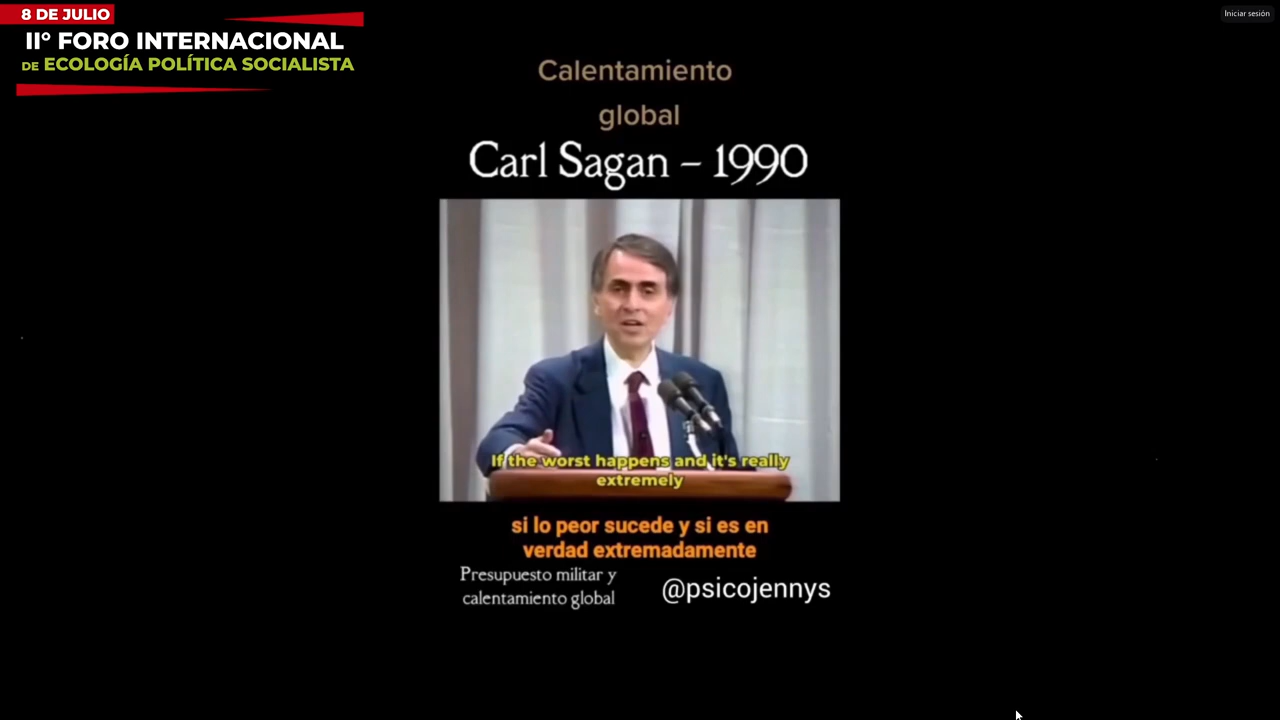 8 DE JULIO
II° FORO INTERNACIONAL
DE ECOLOGÍA POLÍTICA SOCIALISTA
Iniciar sesión
Calentamiento
global
Carl Sagan – 1990
If the worst happens and it's really
extremely
si lo peor sucede y si es en
verdad extremadamente
Presupuesto militar y
calentamiento global
@psicojennys